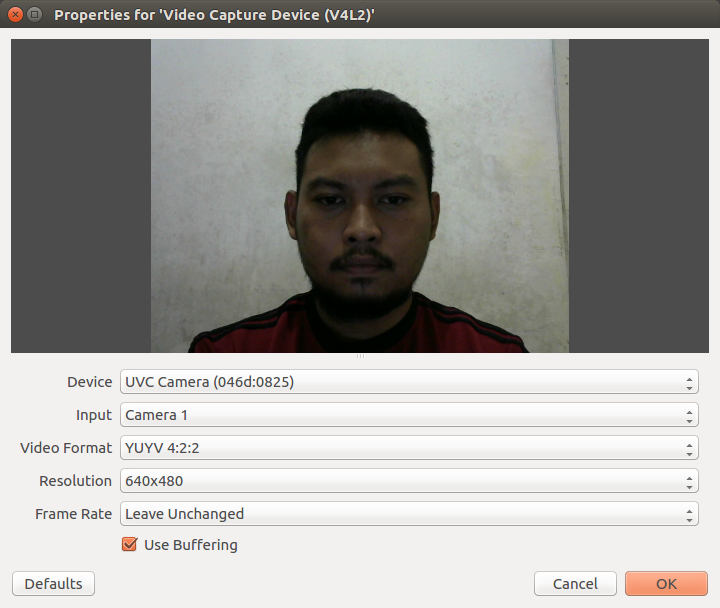 Properties for 'Video Capture Device (V4L2)'
Device UVC Camera (046d:0825)
Input Camera 1
Video Format YUYV 4:2:2
Resolution 640x480
Frame Rate Leave Unchanged
Use Buffering
Defaults Cancel OK